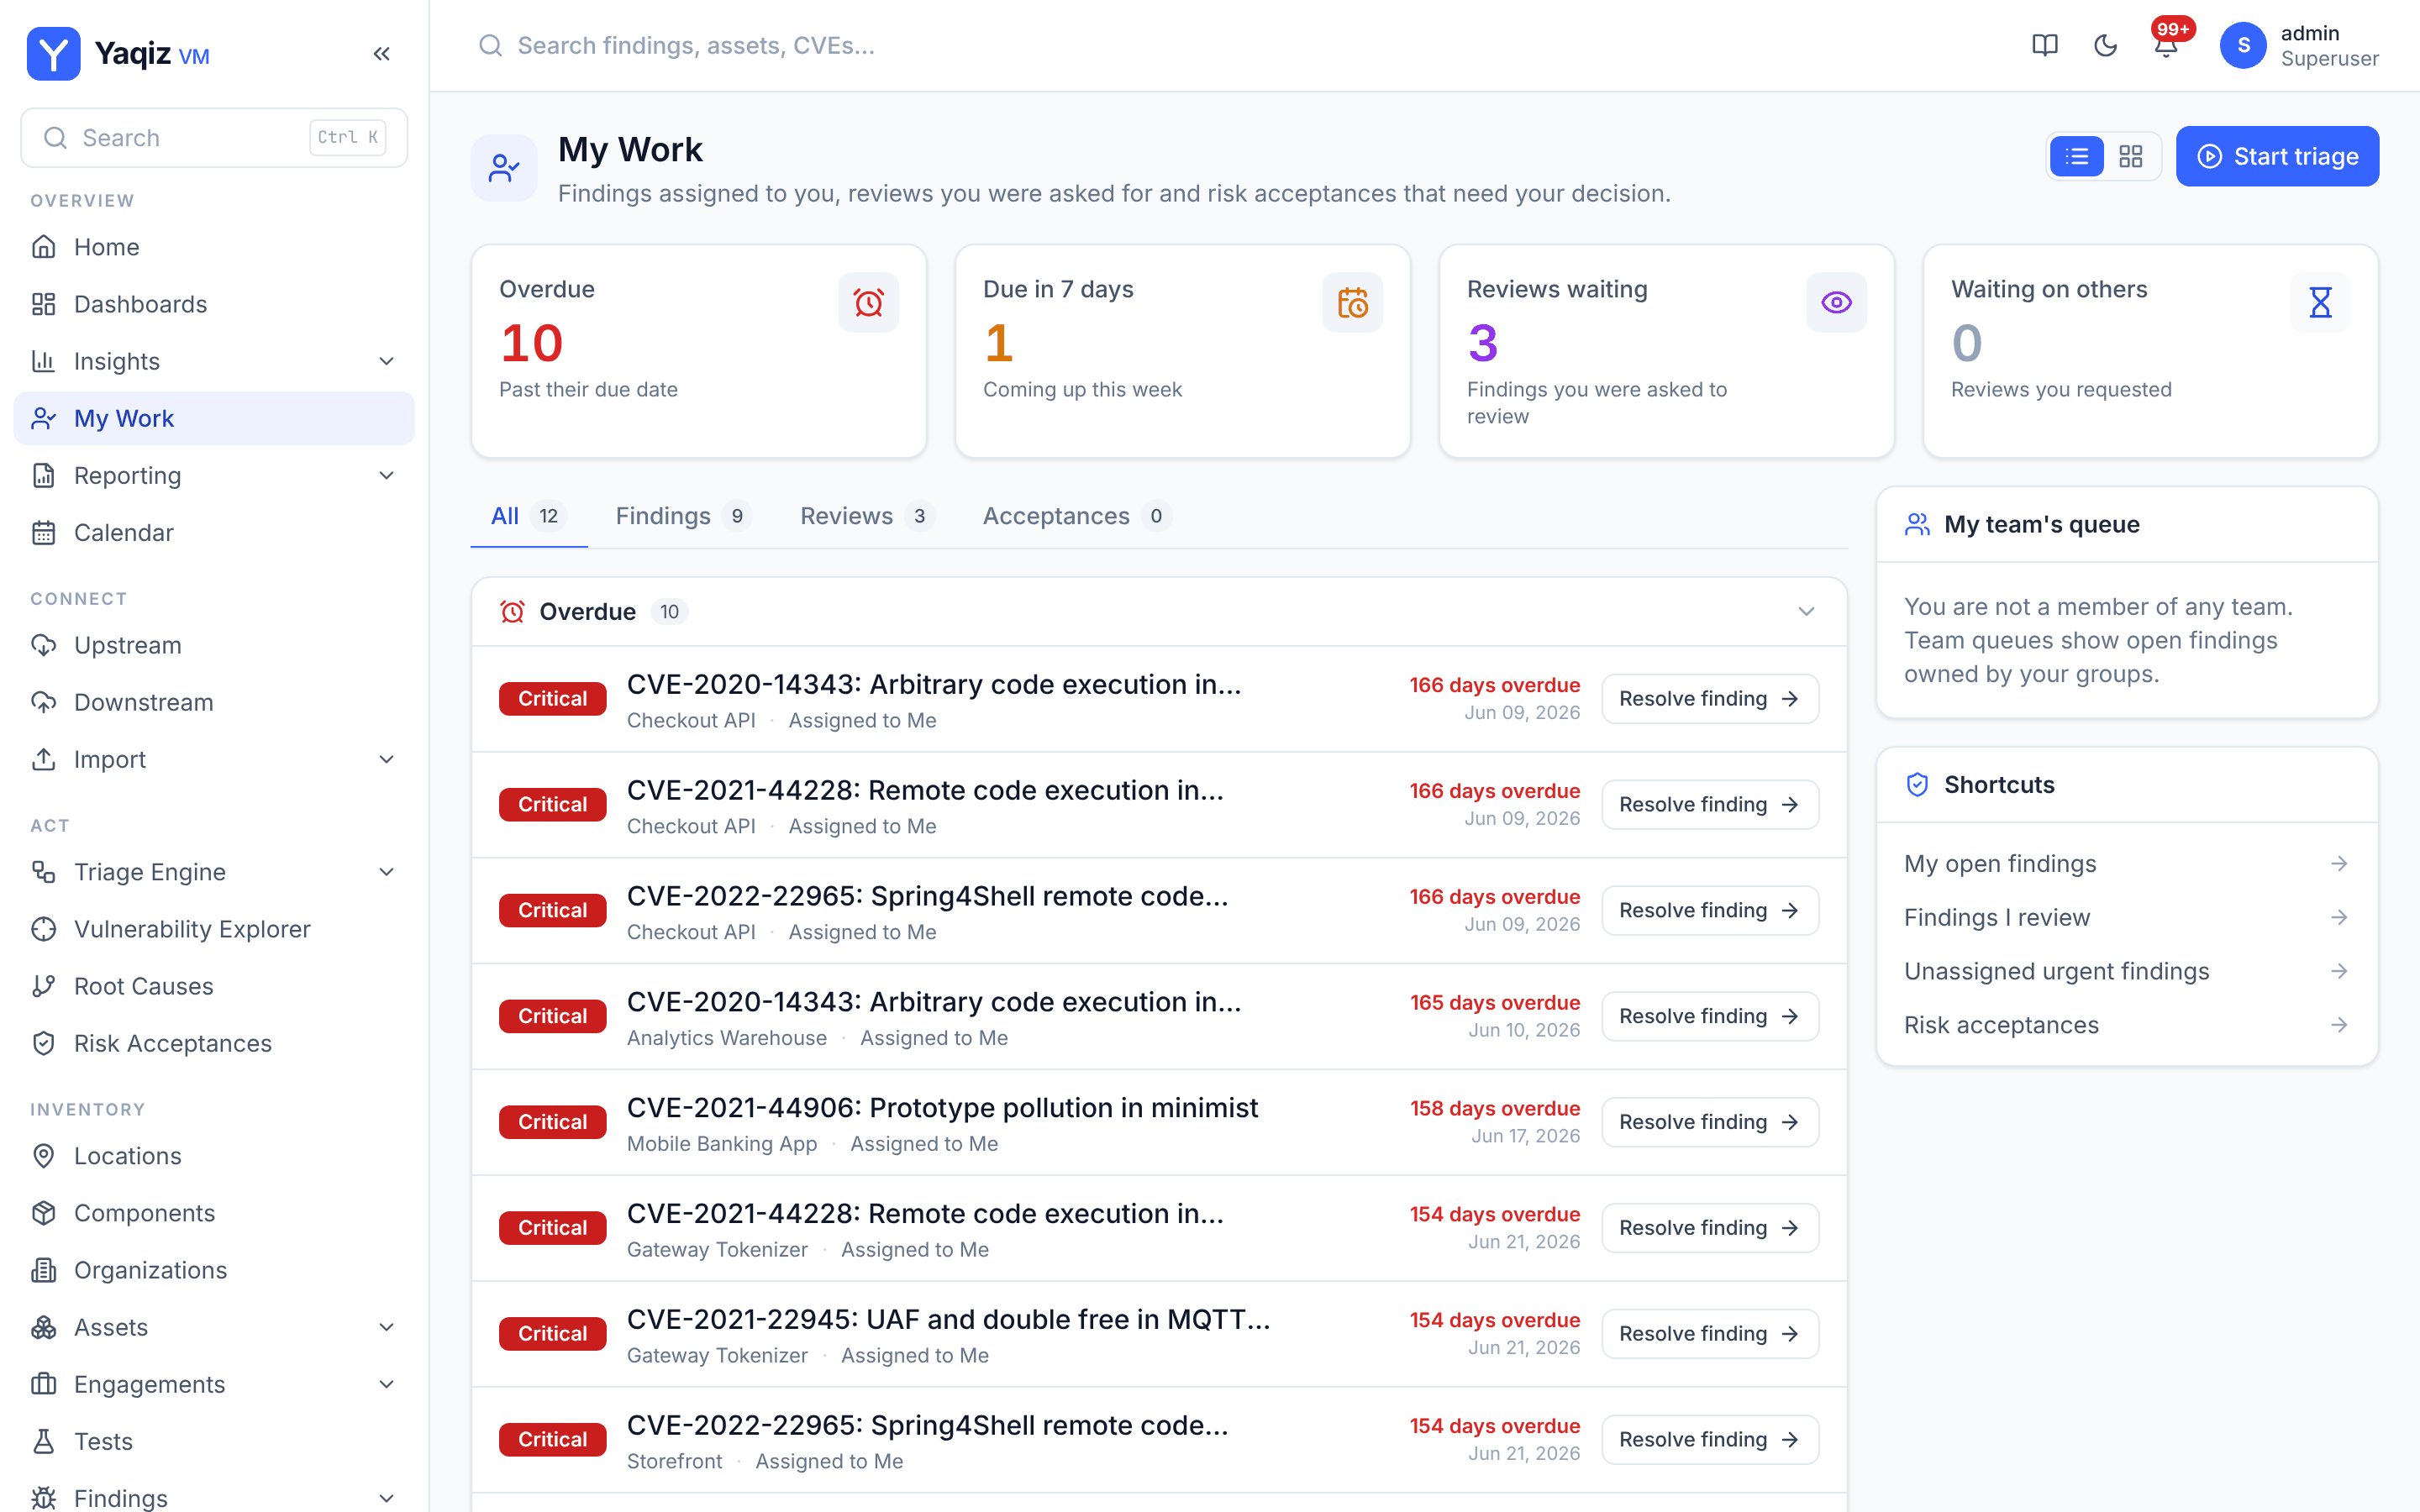 Yaqiz VM
Search
Ctrl K
OVERVIEW
Home
Dashboards
Insights
My Work
Reporting
Calendar
CONNECT
Upstream
Downstream
Import
ACT
Triage Engine
Vulnerability Explorer
Root Causes
Risk Acceptances
INVENTORY
Locations
Components
Organizations
Assets
Engagements
Tests
Findings
Search findings, assets, CVEs...
99+
S
admin
Superuser
My Work
Findings assigned to you, reviews you were asked for and risk acceptances that need your decision.
Start triage
Overdue
10
Past their due date
Due in 7 days
1
Coming up this week
Reviews waiting
3
Findings you were asked to
review
Waiting on others
0
Reviews you requested
All 12
Findings 9
Reviews 3
Acceptances 0
Overdue 10
Critical
CVE-2020-14343: Arbitrary code execution in...
Checkout API · Assigned to Me
166 days overdue
Jun 09, 2026
Resolve finding
Critical
CVE-2021-44228: Remote code execution in...
Checkout API · Assigned to Me
166 days overdue
Jun 09, 2026
Resolve finding
Critical
CVE-2022-22965: Spring4Shell remote code...
Checkout API · Assigned to Me
166 days overdue
Jun 09, 2026
Resolve finding
Critical
CVE-2020-14343: Arbitrary code execution in...
Analytics Warehouse · Assigned to Me
165 days overdue
Jun 10, 2026
Resolve finding
Critical
CVE-2021-44906: Prototype pollution in minimist
Mobile Banking App · Assigned to Me
158 days overdue
Jun 17, 2026
Resolve finding
Critical
CVE-2021-44228: Remote code execution in...
Gateway Tokenizer · Assigned to Me
154 days overdue
Jun 21, 2026
Resolve finding
Critical
CVE-2021-22945: UAF and double free in MQTT...
Gateway Tokenizer · Assigned to Me
154 days overdue
Jun 21, 2026
Resolve finding
Critical
CVE-2022-22965: Spring4Shell remote code...
Storefront · Assigned to Me
154 days overdue
Jun 21, 2026
Resolve finding
My team's queue
You are not a member of any team.
Team queues show open findings
owned by your groups.
Shortcuts
My open findings
Findings I review
Unassigned urgent findings
Risk acceptances